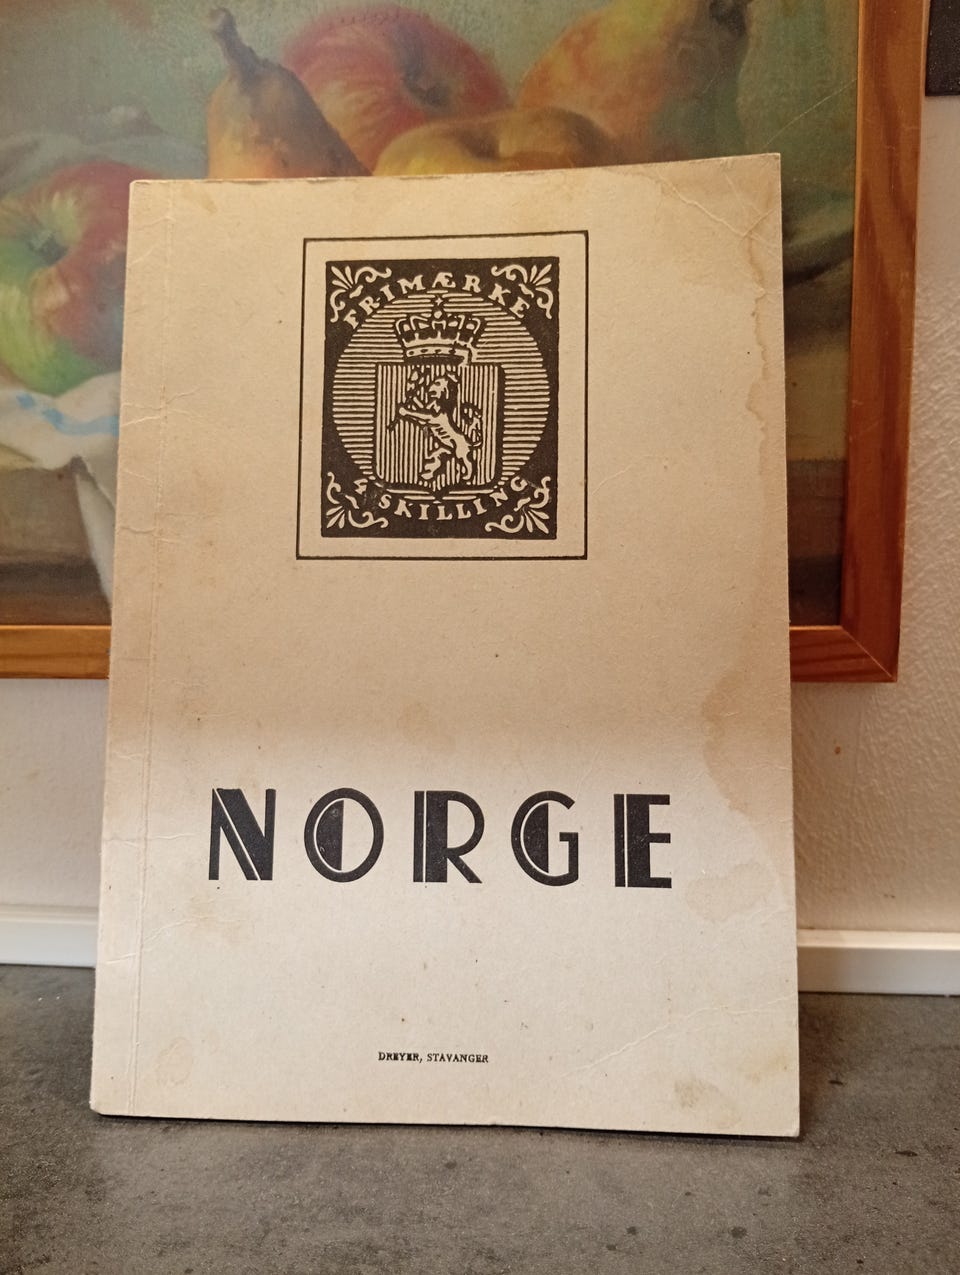 FRIMÆRKE
4 SKILLING
NORGE
DREYER, STAVANGER